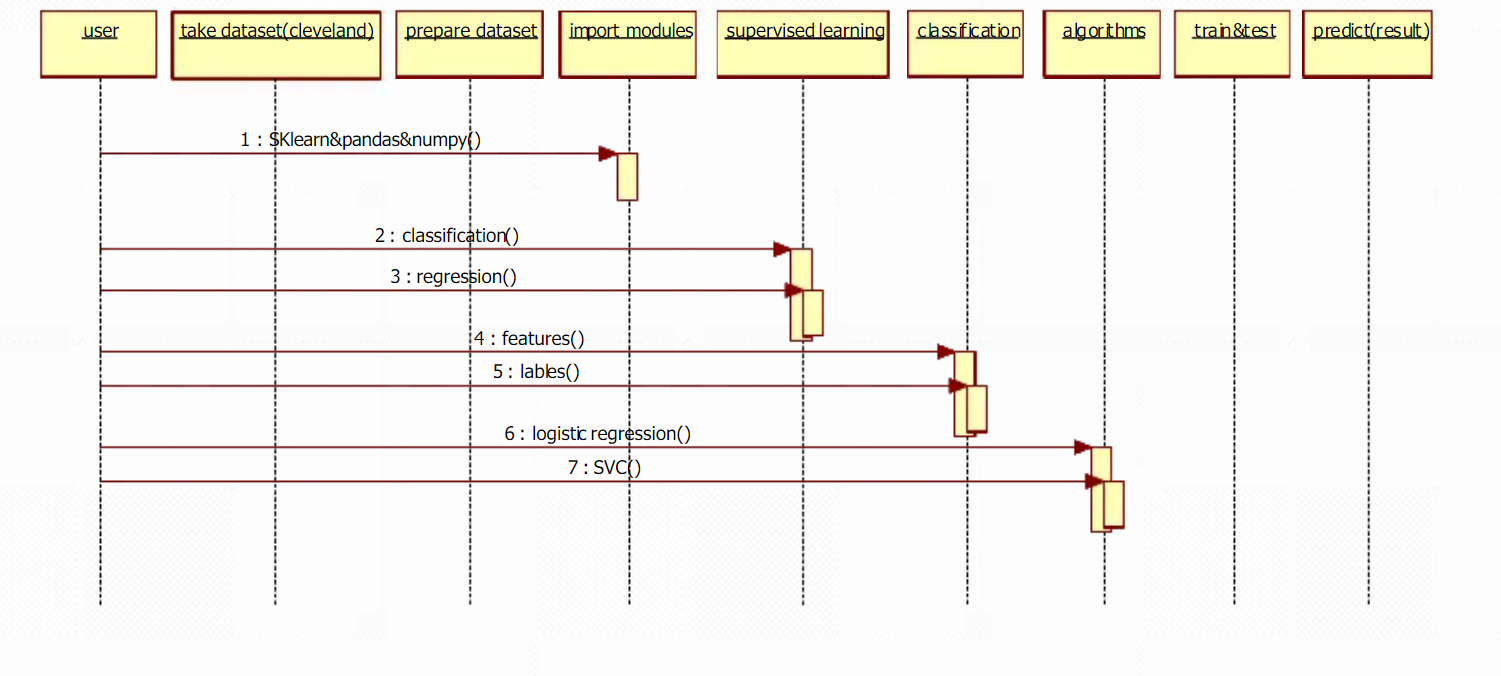 user
take dataset(cleveland)
prepare dataset
import modules
supervised learning
classification
algorithms
train&test
predict(result)
1 : SKlearn&pandas&numpy()
2 : classification()
3 : regression()
4 : features()
5 : lables()
6 : logistic regression()
7 : SVC()